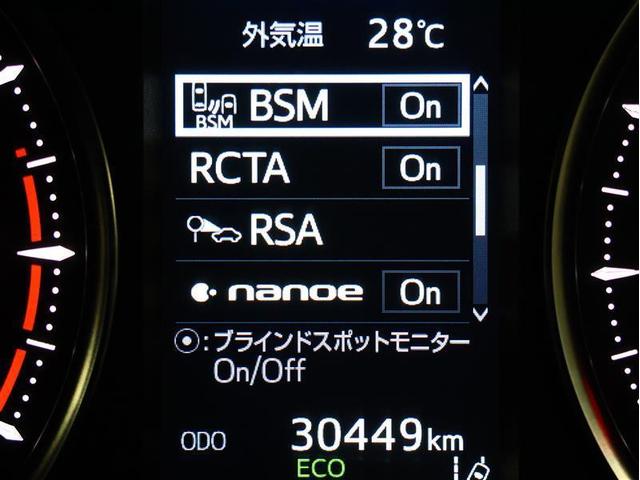 外気温 28℃
BSM BSM On
RCTA On
RSA
nanoe On
⦿:ブラインドスポットモニター
On/Off
ODO 30449km
ECO